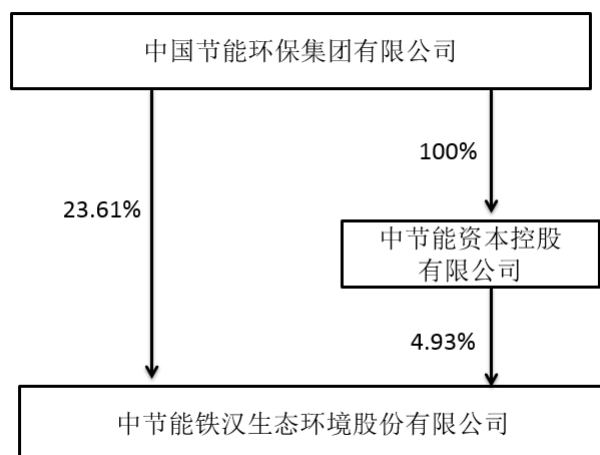 中国节能环保集团有限公司
100%
23.61%
中节能资本控股
有限公司
4.93%
中节能铁汉生态环境股份有限公司